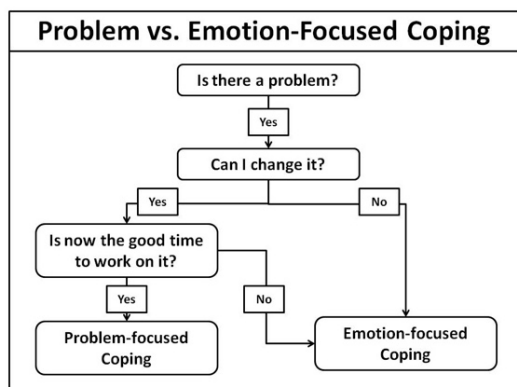 Problem vs. Emotion-Focused Coping
Is there a problem?
Yes
Can I change it?
Yes
No
Is now the good time
to work on it?
Yes
No
Problem-focused
Coping
Emotion-focused
Coping